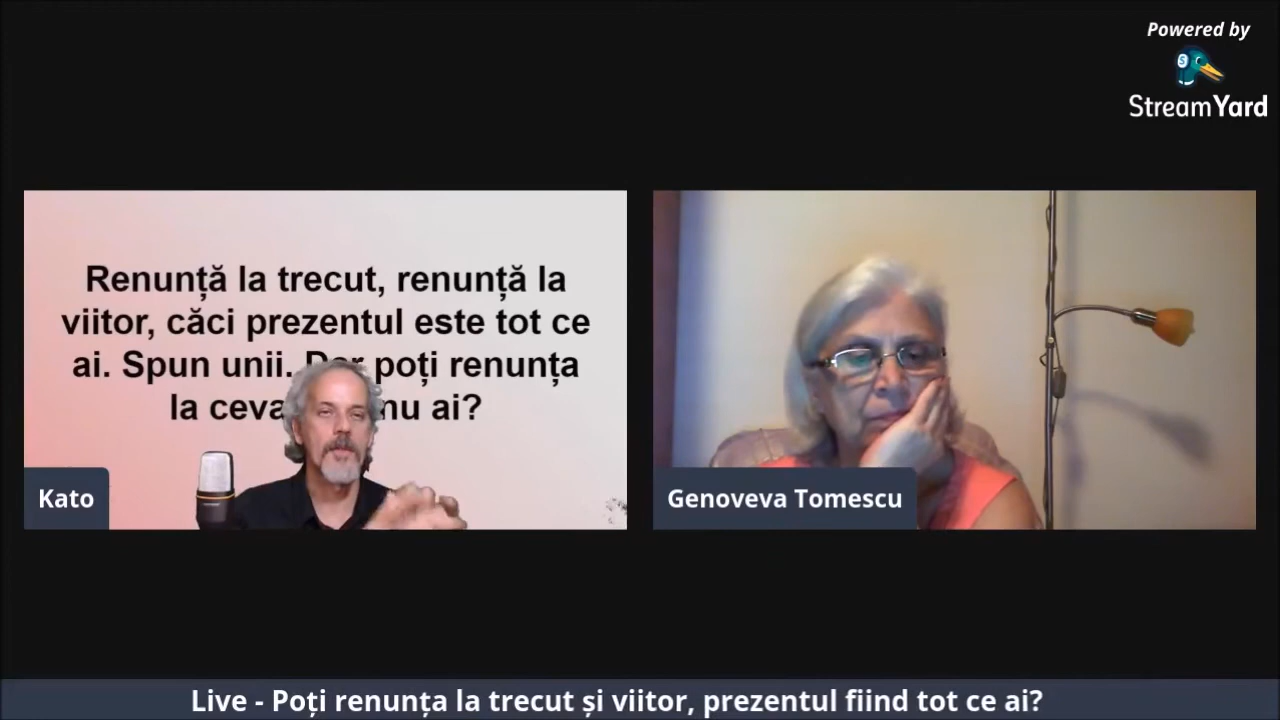 Powered by
StreamYard
Renunță la trecut, renunță la
viitor, căci prezentul este tot ce
ai. Spun unii. Dar poți renunța
la ceva nu ai?
Kato
Genoveva Tomescu
Live - Poți renunța la trecut și viitor, prezentul fiind tot ce ai?